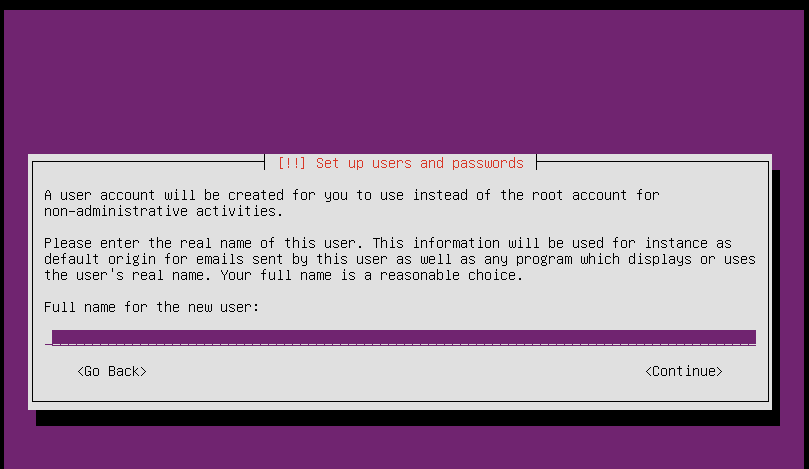 [!!] Set up users and passwords
A user account will be created for you to use instead of the root account for
non-administrative activities.
Please enter the real name of this user. This information will be used for instance as
default origin for emails sent by this user as well as any program which displays or uses
the user's real name. Your full name is a reasonable choice.
Full name for the new user:
<Go Back> <Continue>